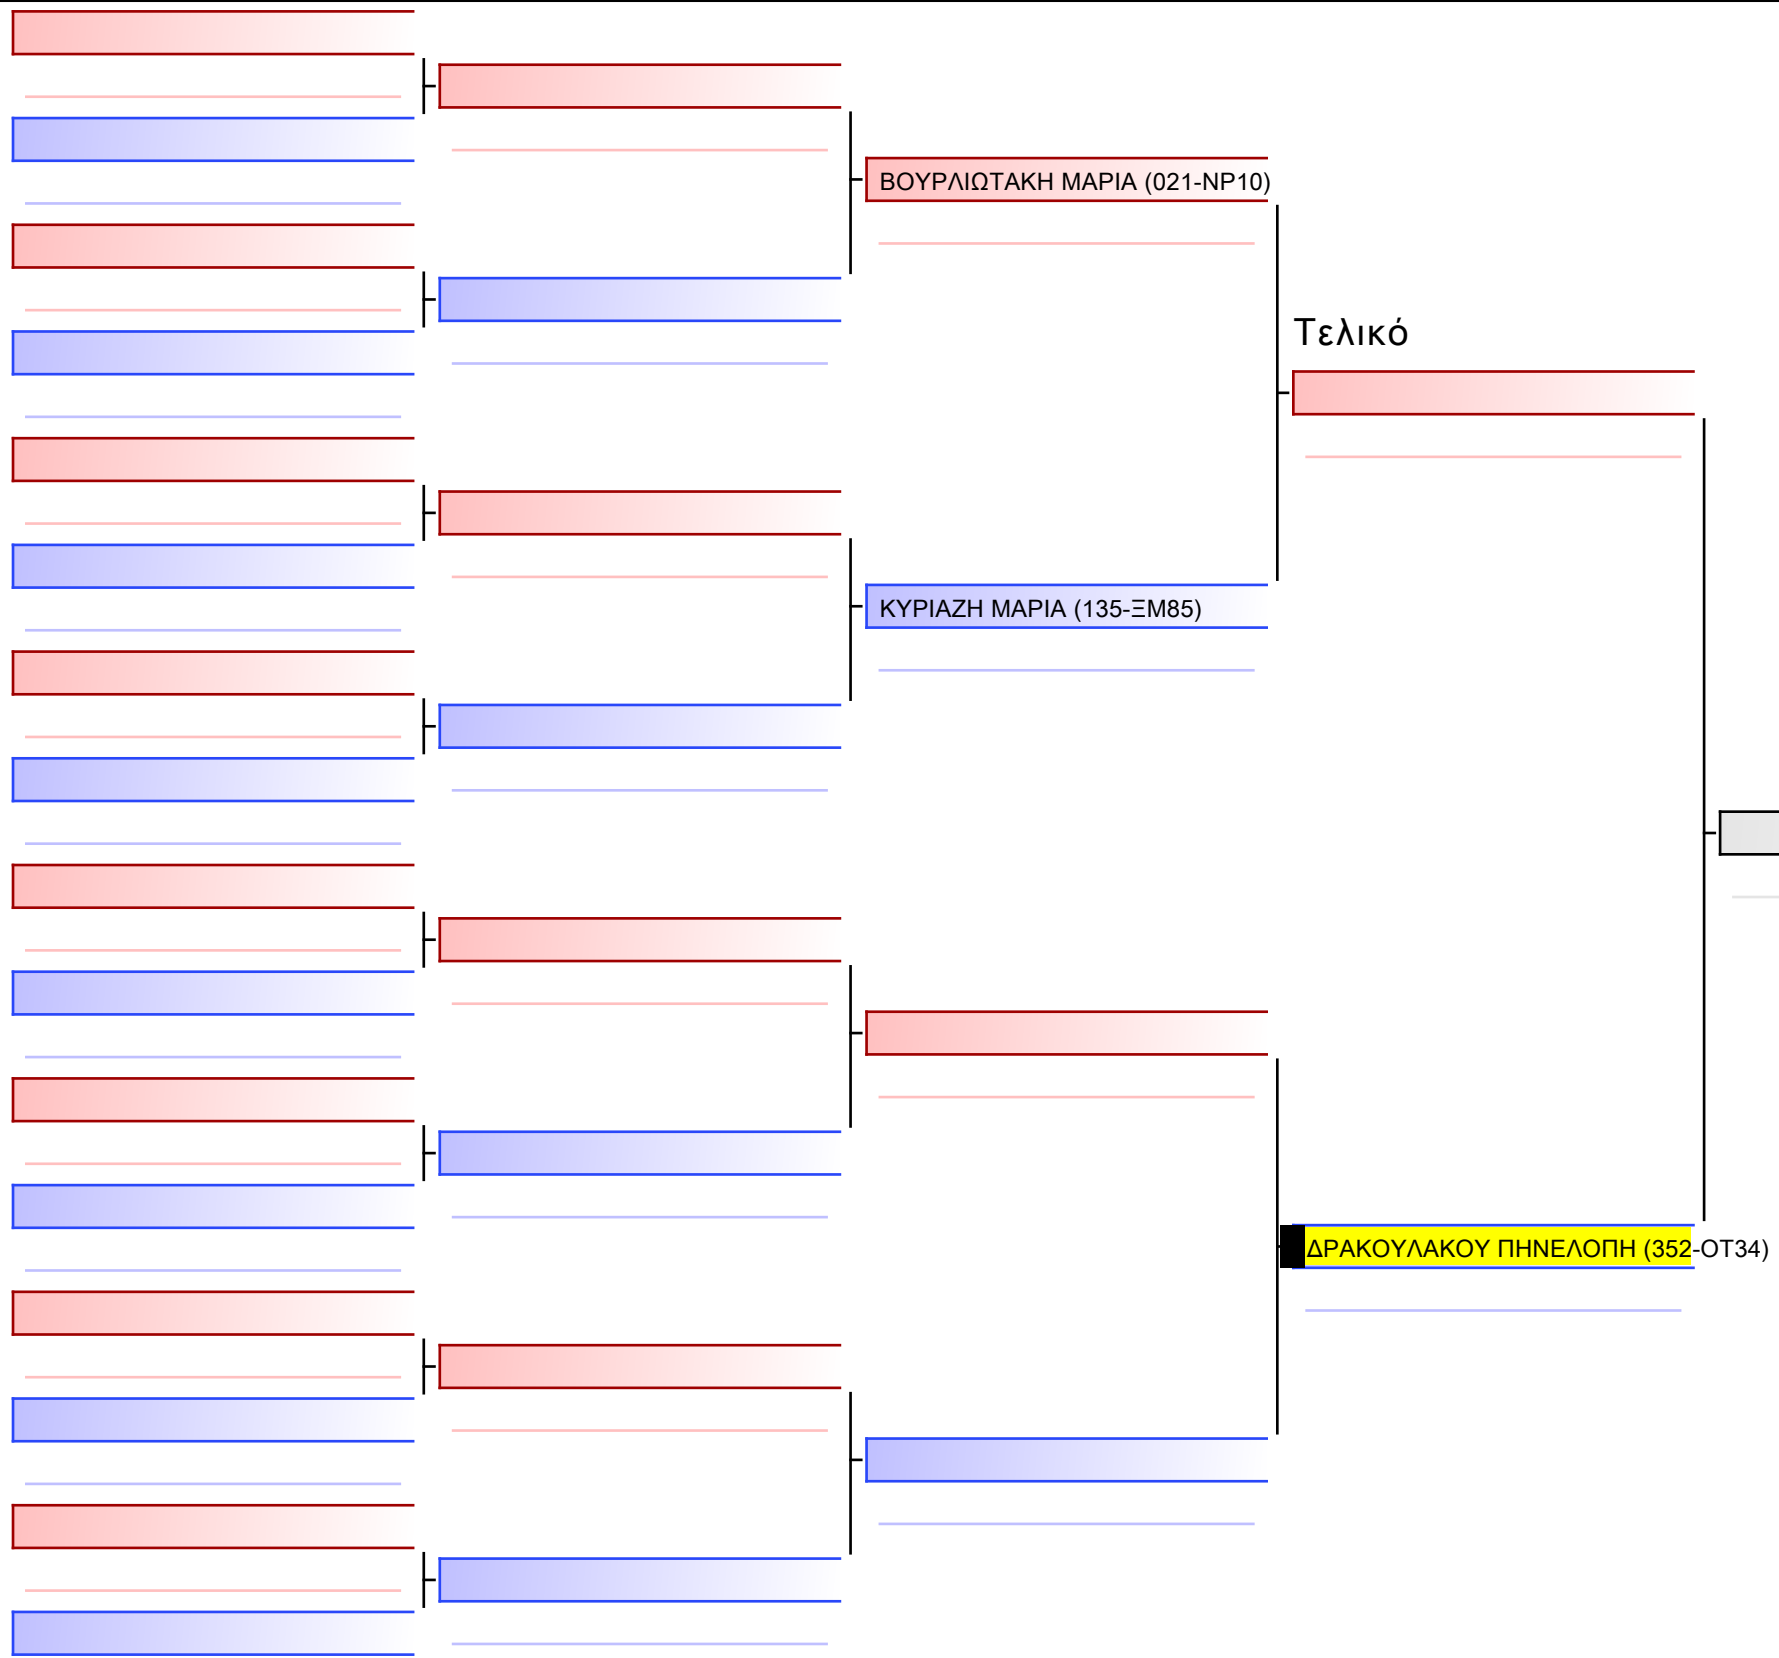 ΒΟΥΡΛΙΩΤΑΚΗ ΜΑΡΙΑ (021-ΝΡ10)
Τελικό
ΚΥΡΙΑΖΗ ΜΑΡΙΑ (135-ΞΜ85)
ΔΡΑΚΟΥΛΑΚΟΥ ΠΗΝΕΛΟΠΗ (352-ΟΤ34)